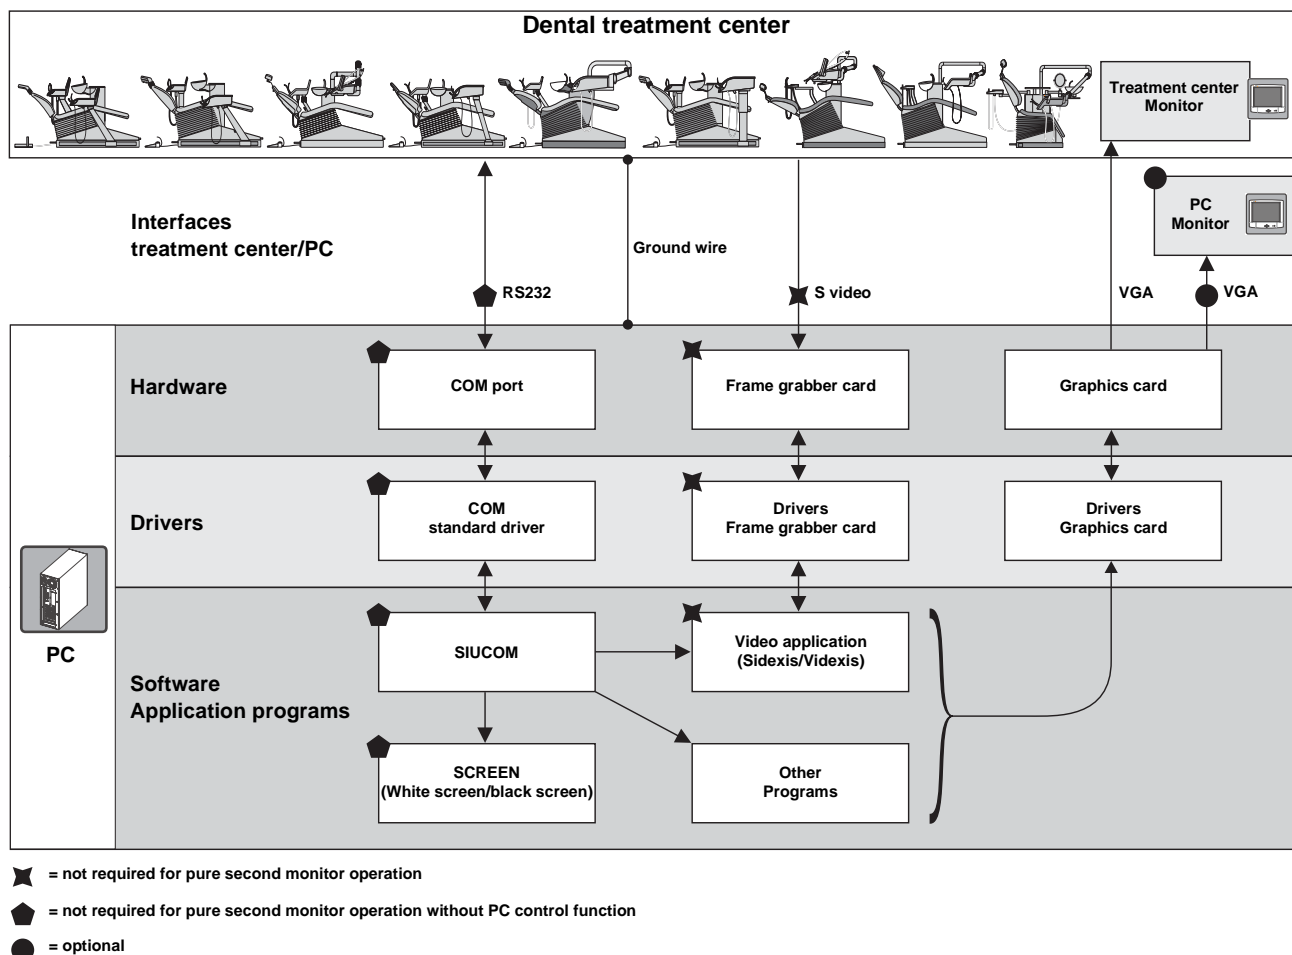 Dental treatment center
Treatment center
Monitor
PC
Monitor
Interfaces
treatment center/PC
Ground wire
RS232
S video
VGA
VGA
Hardware
COM port
Frame grabber card
Graphics card
Drivers
COM
standard driver
Drivers
Frame grabber card
Drivers
Graphics card
PC
Software
Application programs
SIUCOM
Video application
(Sidexis/Videxis)
SCREEN
(White screen/black screen)
Other
Programs
= not required for pure second monitor operation
= not required for pure second monitor operation without PC control function
= optional